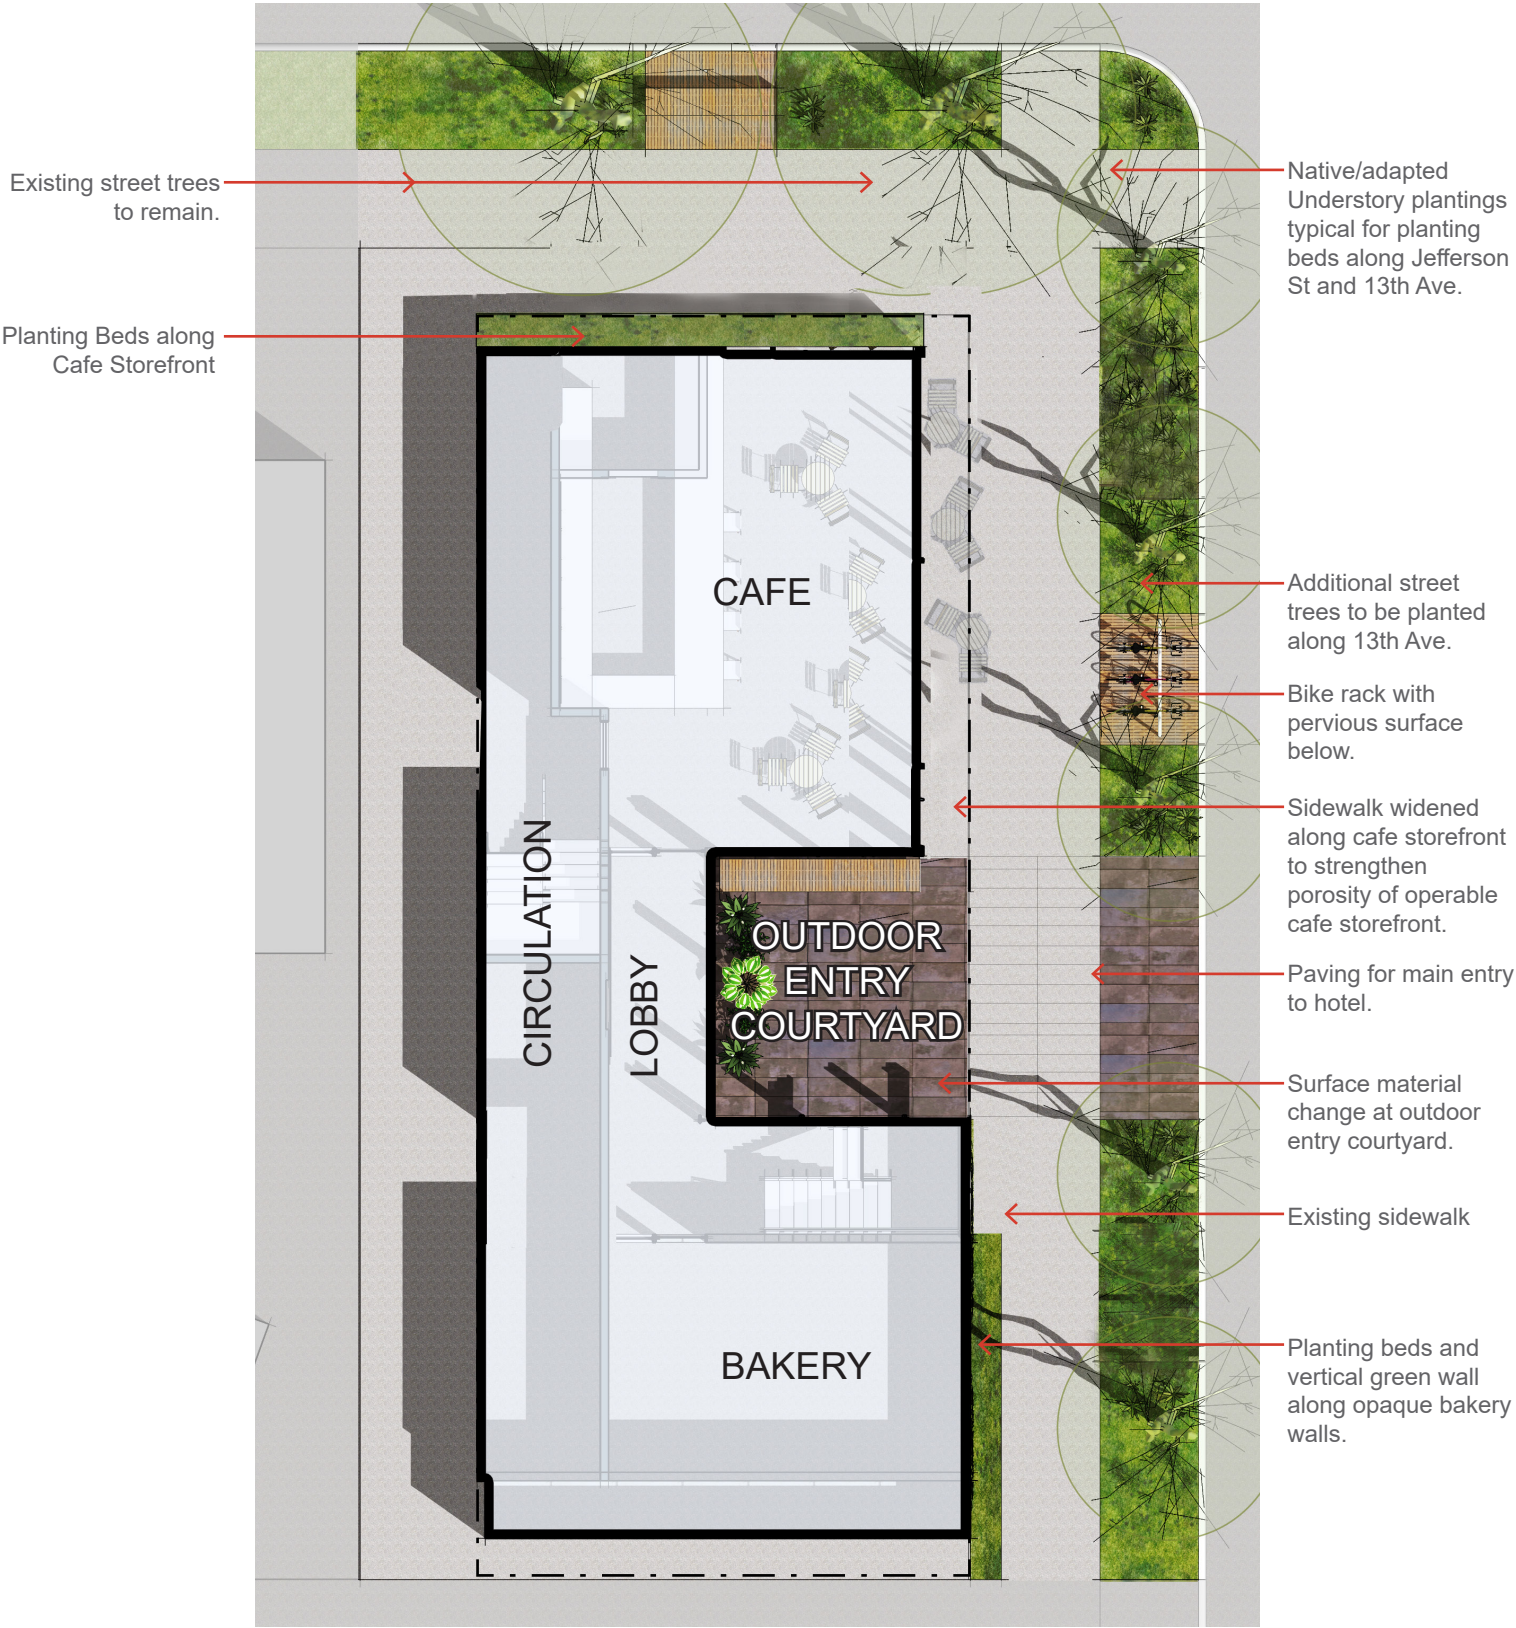 Existing street trees
to remain.
Planting Beds along
Cafe Storefront
CAFE
CIRCULATION
LOBBY
OUTDOOR
ENTRY
COURTYARD
BAKERY
Native/adapted
Understory plantings
typical for planting
beds along Jefferson
St and 13th Ave.
Additional street
trees to be planted
along 13th Ave.
Bike rack with
pervious surface
below.
Sidewalk widened
along cafe storefront
to strengthen
porosity of operable
cafe storefront.
Paving for main entry
to hotel.
Surface material
change at outdoor
entry courtyard.
Existing sidewalk
Planting beds and
vertical green wall
along opaque bakery
walls.